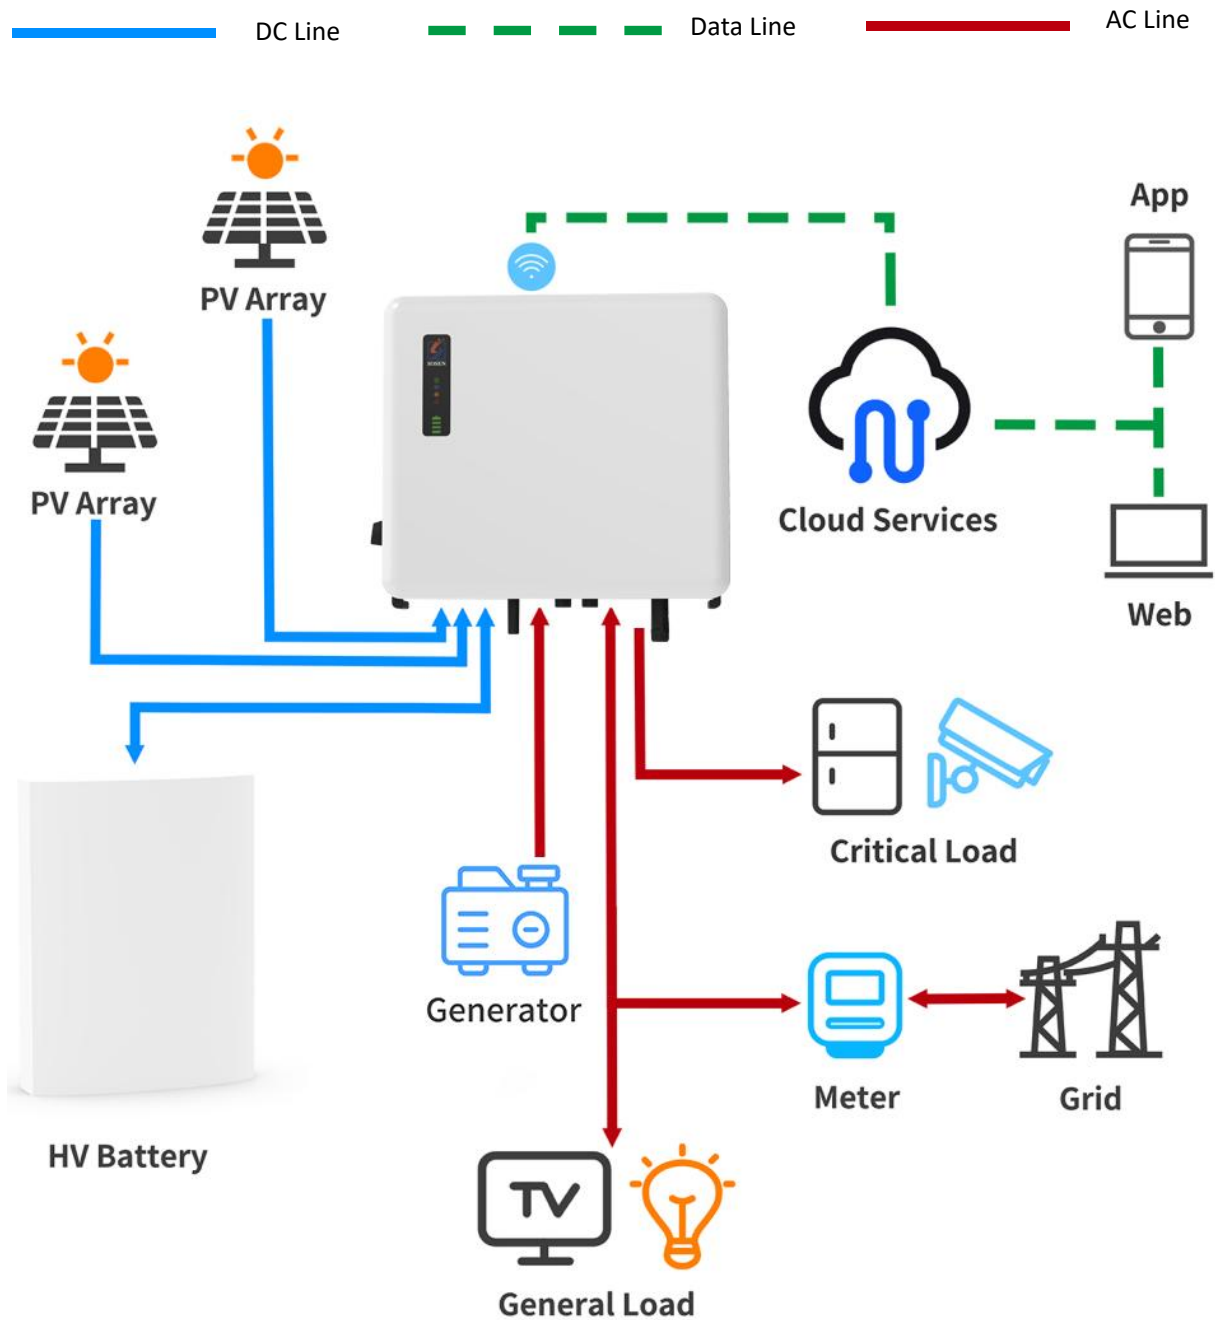 DC Line
Data Line
AC Line
App
PV Array
PV Array
Cloud Services
Web
Critical Load
Generator
Meter
Grid
HV Battery
TV
General Load